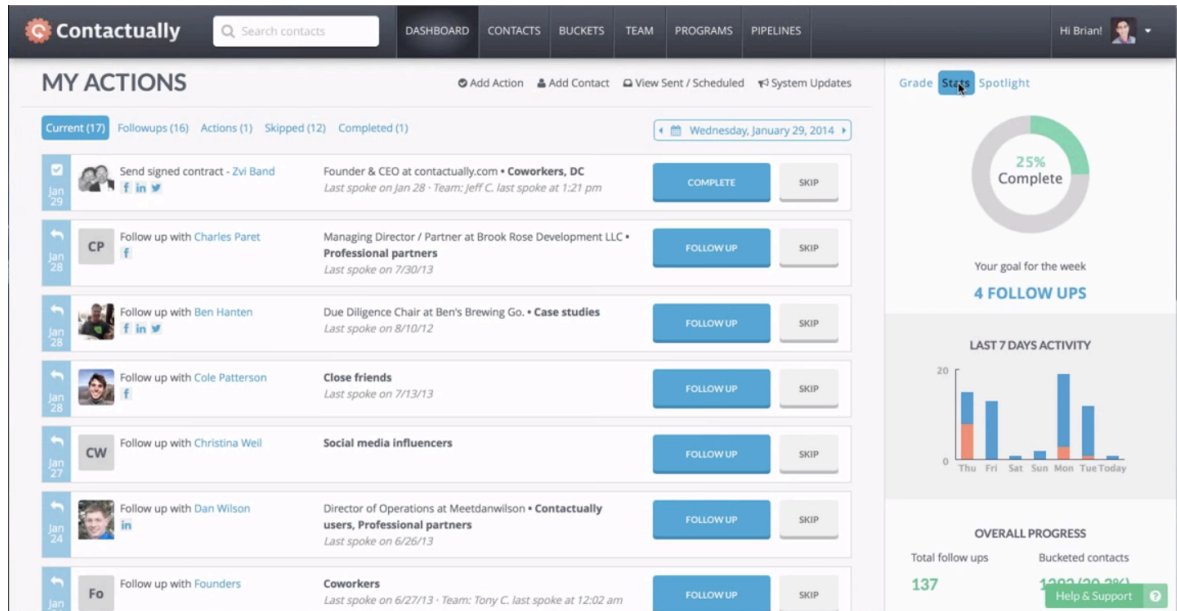 Contactually
Search contacts
DASHBOARD
CONTACTS
BUCKETS
TEAM
PROGRAMS
PIPELINES
Hi Brian!
MY ACTIONS
Add Action
Add Contact
View Sent / Scheduled
System Updates
Current (17)
Followups (16)
Actions (1)
Skipped (12)
Completed (1)
Wednesday, January 29, 2014
Jan
29
Send signed contract - Zvi Band
Founder & CEO at contactually.com • Coworkers, DC
Last spoke on Jan 28 · Team: Jeff C. last spoke at 1:21 pm
COMPLETE
SKIP
Jan
28
CP
Follow up with Charles Paret
Managing Director / Partner at Brook Rose Development LLC •
Professional partners
Last spoke on 7/30/13
FOLLOW UP
SKIP
Jan
28
Follow up with Ben Hanten
Due Diligence Chair at Ben's Brewing Go. • Case studies
Last spoke on 8/10/12
FOLLOW UP
SKIP
Jan
28
Follow up with Cole Patterson
Close friends
Last spoke on 7/13/13
FOLLOW UP
SKIP
Jan
27
CW
Follow up with Christina Weil
Social media influencers
FOLLOW UP
SKIP
Jan
24
Follow up with Dan Wilson
Director of Operations at Meetdanwilson • Contactually
users, Professional partners
Last spoke on 6/26/13
FOLLOW UP
SKIP
Jan
Fo
Follow up with Founders
Coworkers
Last spoke on 6/27/13 · Team: Tony C. last spoke at 12:02 am
FOLLOW UP
SKIP
Grade
Stats
Spotlight
25%
Complete
Your goal for the week
4 FOLLOW UPS
LAST 7 DAYS ACTIVITY
20
0
Thu Fri Sat Sun Mon Tue Today
OVERALL PROGRESS
Total follow ups
Bucketed contacts
137
Help & Support